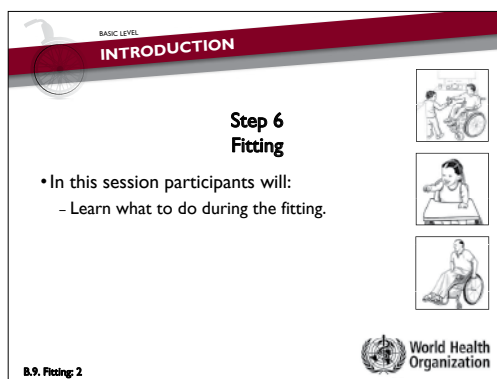 BASIC LEVEL
INTRODUCTION
Step 6
Fitting
• In this session participants will:
– Learn what to do during the fitting.
World Health
Organization
B.9. Fitting: 2